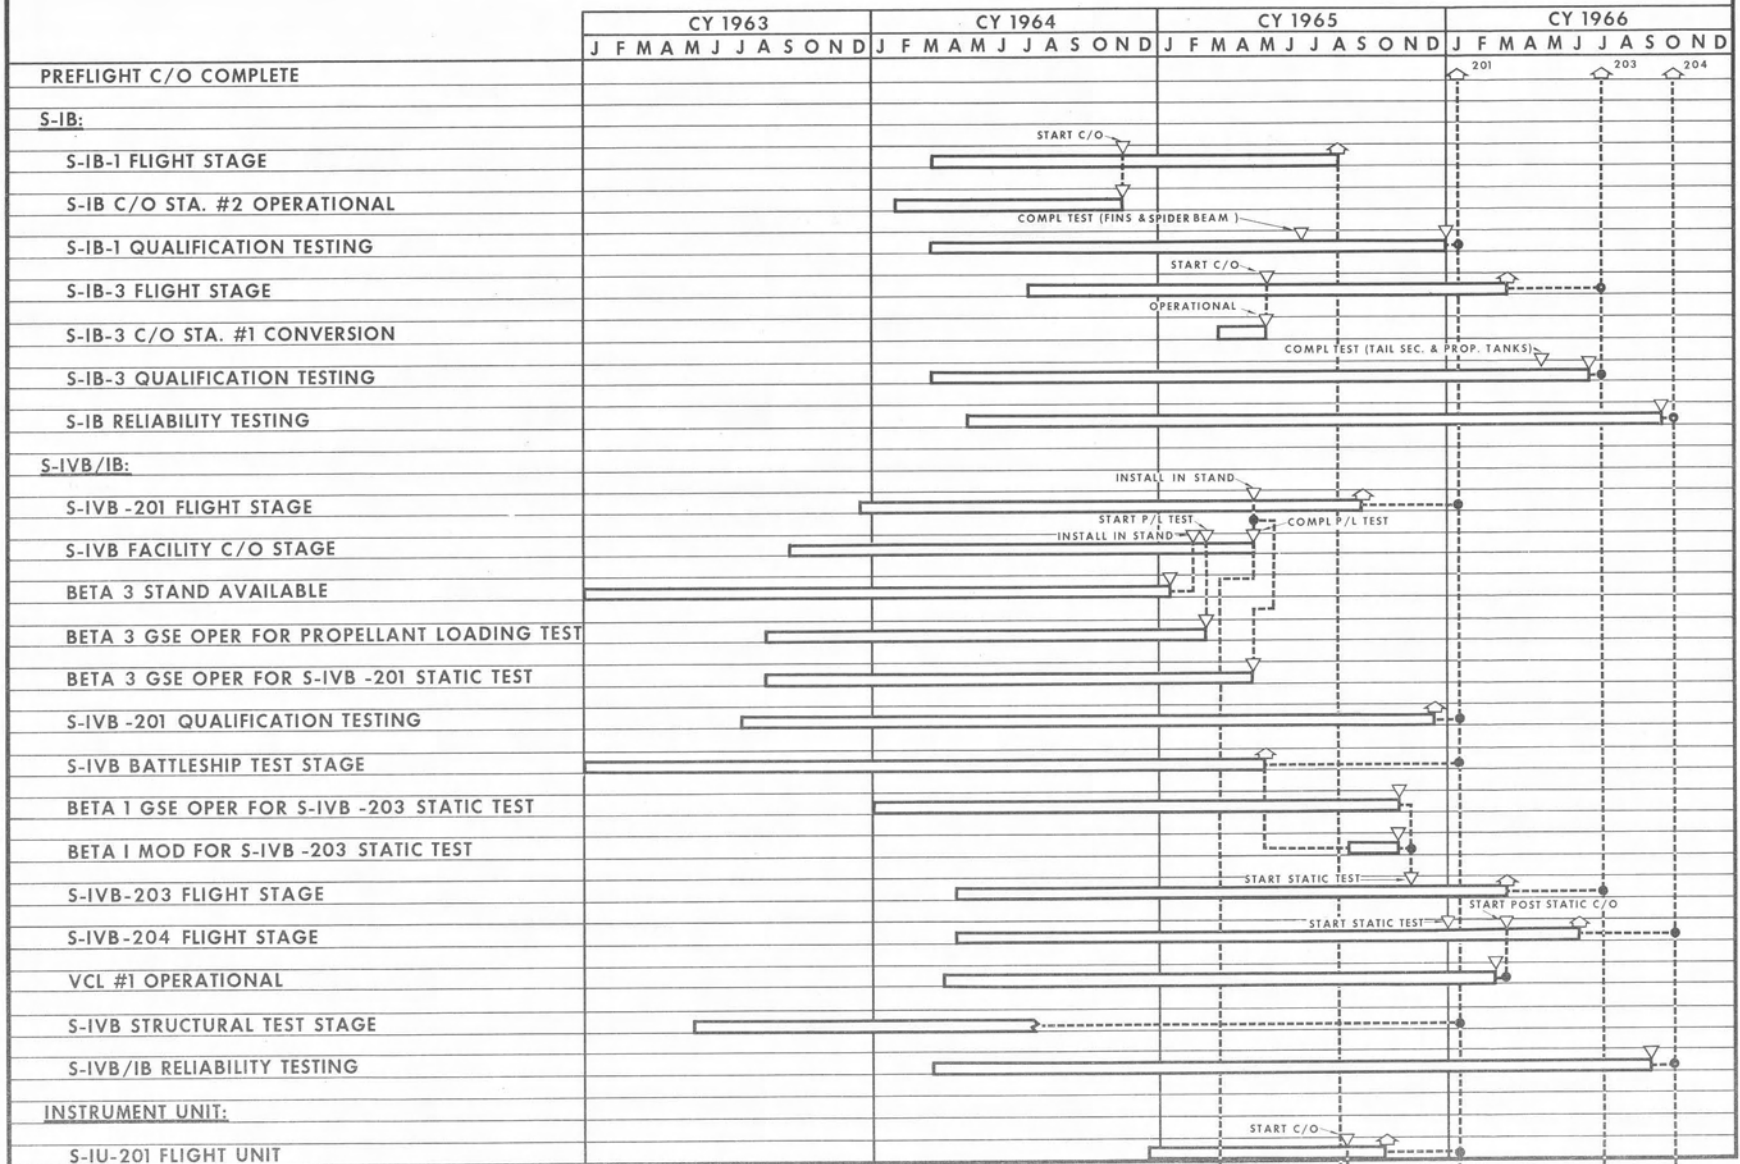 CY 1963 CY 1964 CY 1965 CY 1966
J F M A M J J A S O N D J F M A M J J A S O N D J F M A M J J A S O N D J F M A M J J A S O N D
PREFLIGHT C/O COMPLETE 201 203 204
S-IB:
START C/O
S-IB-1 FLIGHT STAGE
S-IB C/O STA. #2 OPERATIONAL
COMPL TEST (FINS & SPIDER BEAM )
S-IB-1 QUALIFICATION TESTING
START C/O
S-IB-3 FLIGHT STAGE
OPERATIONAL
S-IB-3 C/O STA. #1 CONVERSION
COMPL TEST (TAIL SEC. & PROP. TANKS)
S-IB-3 QUALIFICATION TESTING
S-IB RELIABILITY TESTING
S-IVB/IB:
INSTALL IN STAND
S-IVB -201 FLIGHT STAGE
START P/L TEST COMPL P/L TEST
INSTALL IN STAND
S-IVB FACILITY C/O STAGE
BETA 3 STAND AVAILABLE
BETA 3 GSE OPER FOR PROPELLANT LOADING TEST
BETA 3 GSE OPER FOR S-IVB -201 STATIC TEST
S-IVB -201 QUALIFICATION TESTING
S-IVB BATTLESHIP TEST STAGE
BETA 1 GSE OPER FOR S-IVB -203 STATIC TEST
BETA I MOD FOR S-IVB -203 STATIC TEST
START STATIC TEST
S-IVB-203 FLIGHT STAGE
START POST STATIC C/O
START STATIC TEST
S-IVB-204 FLIGHT STAGE
VCL #1 OPERATIONAL
S-IVB STRUCTURAL TEST STAGE
S-IVB/IB RELIABILITY TESTING
INSTRUMENT UNIT:
START C/O
S-IU-201 FLIGHT UNIT